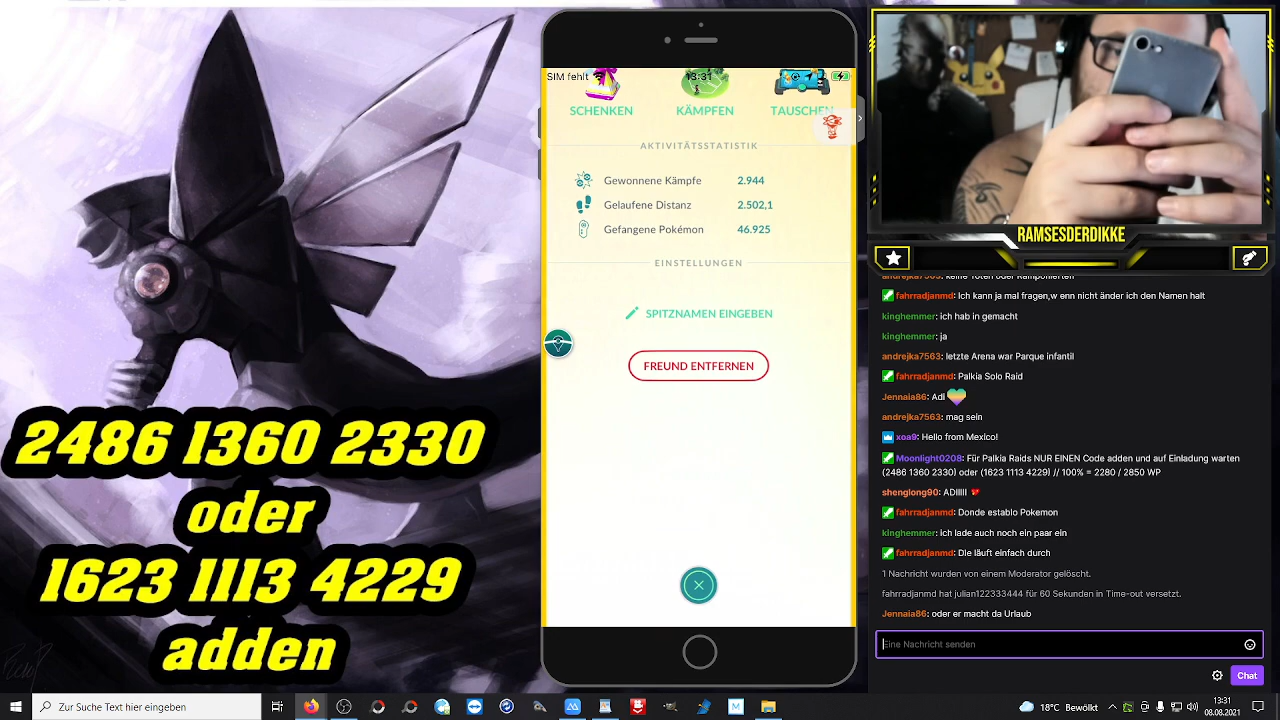 2486 1360 2330
oder
1623 1113 4229
adden
SIM fehlt
13:31
SCHENKEN
KÄMPFEN
TAUSCHEN
AKTIVITÄTSSTATISTIK
Gewonnene Kämpfe 2.944
Gelaufene Distanz 2.502,1
Gefangene Pokémon 46.925
EINSTELLUNGEN
SPITZNAMEN EINGEBEN
FREUND ENTFERNEN
RAMSESDERDIKKE
andrejka7563: keine Toten oder Ramponierten
fahrradjanmd: Ich kann ja mal fragen,w enn nicht änder ich den Namen halt
kinghemmer: ich hab in gemacht
kinghemmer: ja
andrejka7563: letzte Arena war Parque infantil
fahrradjanmd: Palkia Solo Raid
Jennaia86: Adi
andrejka7563: mag sein
xoa9: Hello from Mexico!
Moonlight0208: Für Palkia Raids NUR EINEN Code adden und auf Einladung warten
(2486 1360 2330) oder (1623 1113 4229) // 100% = 2280 / 2850 WP
shenglong90: ADIIIII
fahrradjanmd: Donde establo Pokemon
kinghemmer: ich lade auch noch ein paar ein
fahrradjanmd: DIe läuft einfach durch
1 Nachricht wurden von einem Moderator gelöscht.
fahrradjanmd hat julian122333444 für 60 Sekunden in Time-out versetzt.
Jennaia86: oder er macht da Urlaub
Eine Nachricht senden
Chat
Zur Suche Text hier eingeben
M
18°C Bewölkt
13:31
08.08.2021